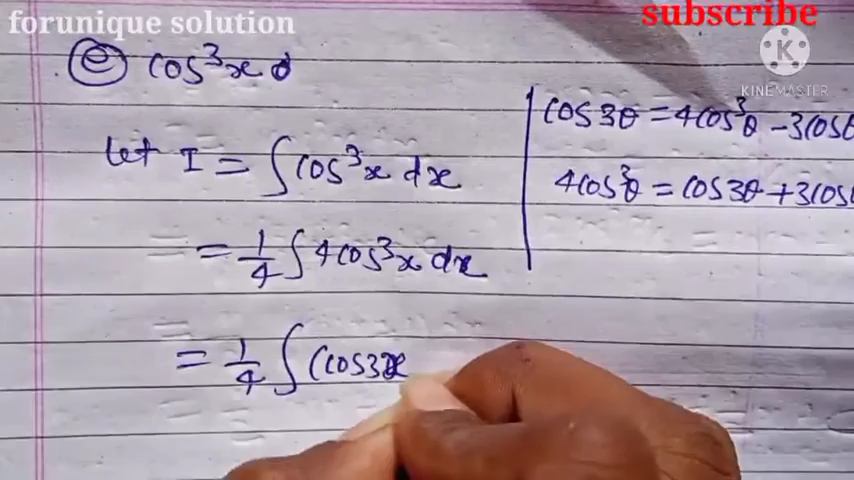 forunique solution
subscribe
KINEMASTER
ⓔ cos³x
Let I = ∫cos³x dx
= 1/4 ∫4cos³x dx
= 1/4 ∫(cos3x
cos3θ = 4cos³θ - 3cosθ
4cos³θ = cos3θ + 3cos